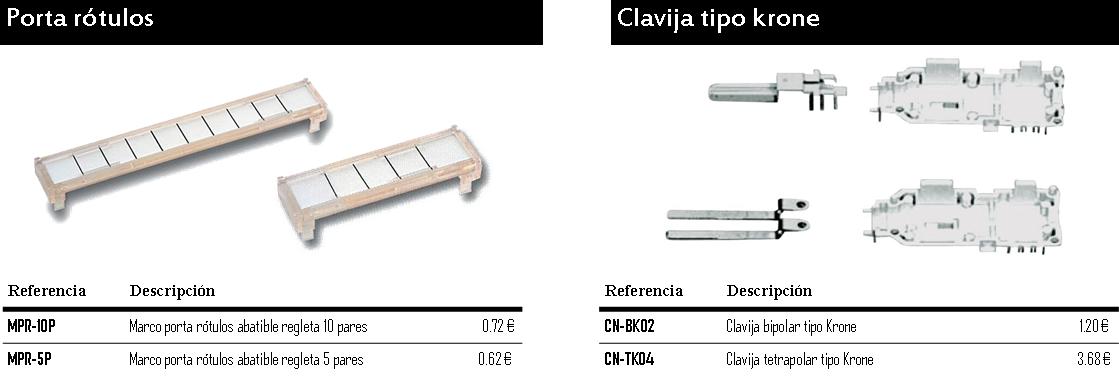 Porta rótulos
Referencia Descripción
MPR-10P Marco porta rótulos abatible regleta 10 pares 0.72 €
MPR-5P Marco porta rótulos abatible regleta 5 pares 0.62 €
Clavija tipo krone
Referencia Descripción
CN-BK02 Clavija bipolar tipo Krone 1.20 €
CN-TK04 Clavija tetrapolar tipo Krone 3.68 €